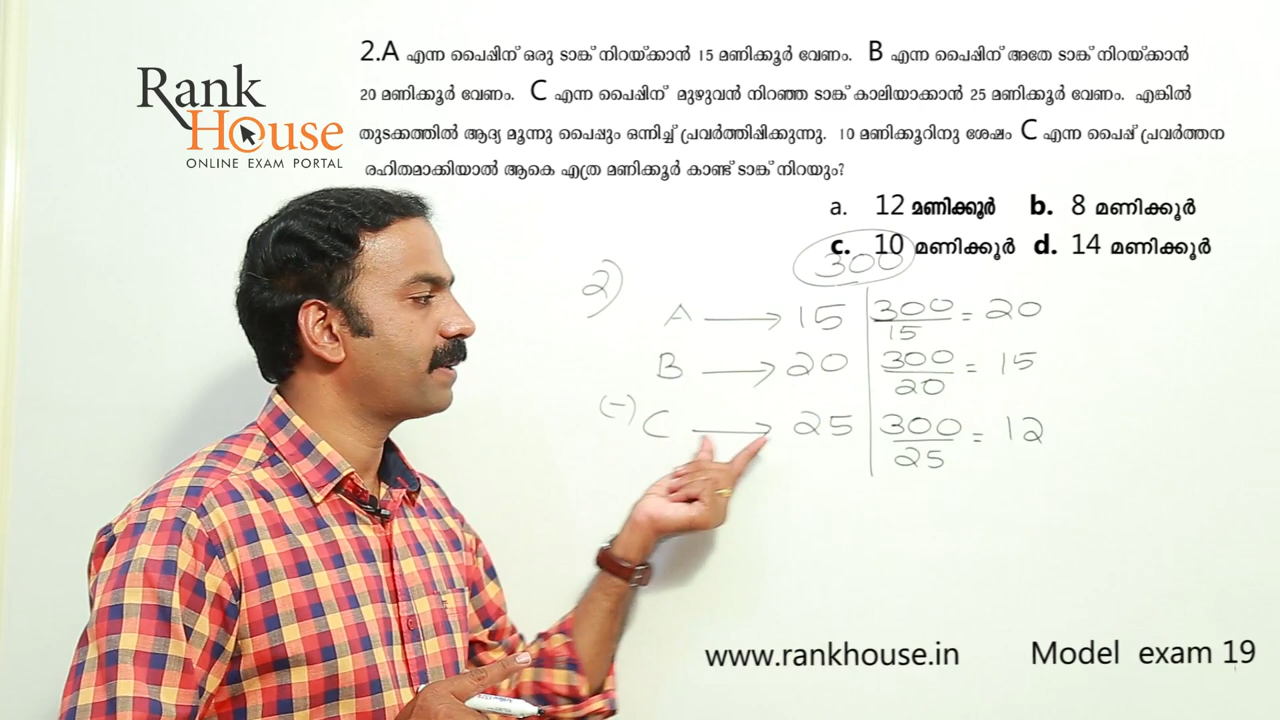 Rank
House
ONLINE EXAM PORTAL
2.A എന്ന പൈപ്പിന് ഒരു ടാങ്ക് നിറയ്ക്കാൻ 15 മണിക്കൂർ വേണം. B എന്ന പൈപ്പിന് അതേ ടാങ്ക് നിറയ്ക്കാൻ
20 മണിക്കൂർ വേണം. C എന്ന പൈപ്പിന് മുഴുവൻ നിറഞ്ഞ ടാങ്ക് കാലിയാക്കാൻ 25 മണിക്കൂർ വേണം. എങ്കിൽ
തുടക്കത്തിൽ ആദ്യ മൂന്നു പൈപ്പും ഒന്നിച്ച് പ്രവർത്തിപ്പിക്കുന്നു. 10 മണിക്കൂറിനു ശേഷം C എന്ന പൈപ്പ് പ്രവർത്തന
രഹിതമാക്കിയാൽ ആകെ എത്ര മണിക്കൂർ കാണ്ട് ടാങ്ക് നിറയും?
a. 12 മണിക്കൂർ b. 8 മണിക്കൂർ
c. 10 മണിക്കൂർ d. 14 മണിക്കൂർ
300
2)
A → 15 300/15 = 20
B → 20 300/20 = 15
(-) C → 25 300/25 = 12
www.rankhouse.in Model exam 19